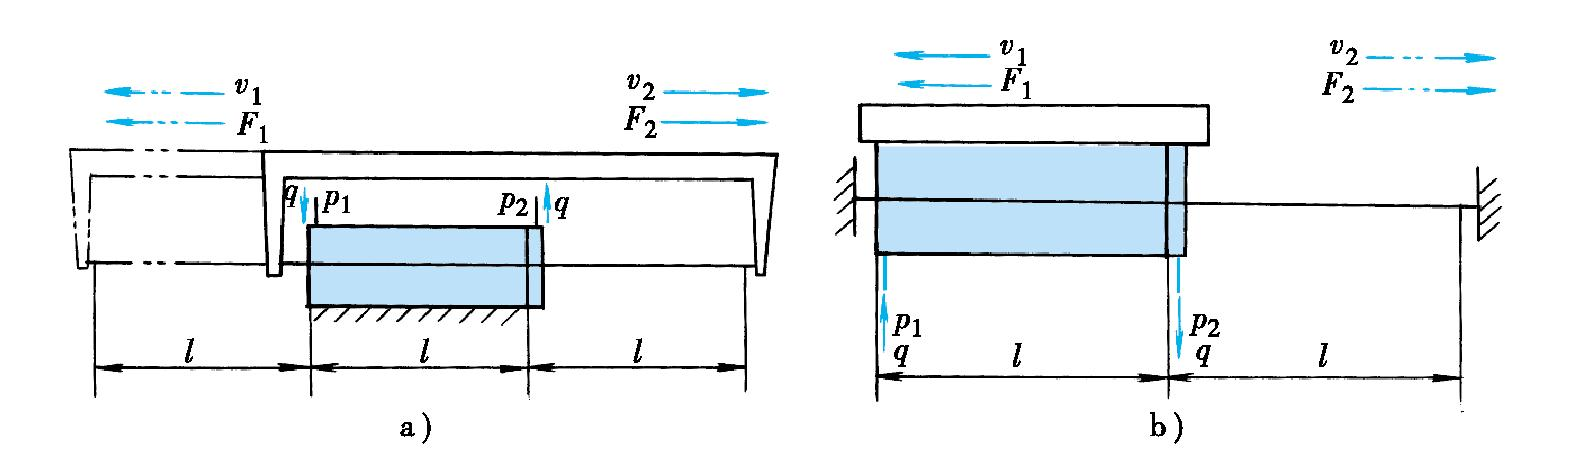 v₁
F₁
v₂
F₂
q
p₁
p₂
q
l
l
l
a)
v₁
F₁
v₂
F₂
p₁
q
p₂
q
l
l
b)